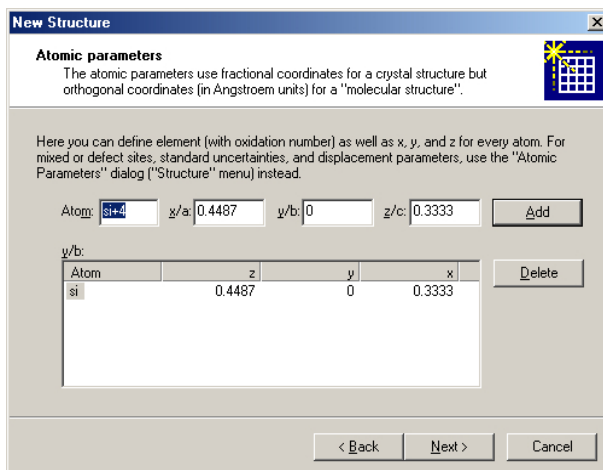 New Structure
Atomic parameters
The atomic parameters use fractional coordinates for a crystal structure but
orthogonal coordinates (in Angstroem units) for a "molecular structure".
Here you can define element (with oxidation number) as well as x, y, and z for every atom. For
mixed or defect sites, standard uncertainties, and displacement parameters, use the "Atomic
Parameters" dialog ("Structure" menu) instead.
Atom: si+4 x/a: 0.4487 y/b: 0 z/c: 0.3333 Add
y/b:
Atom z y x Delete
si 0.4487 0 0.3333
< Back Next > Cancel